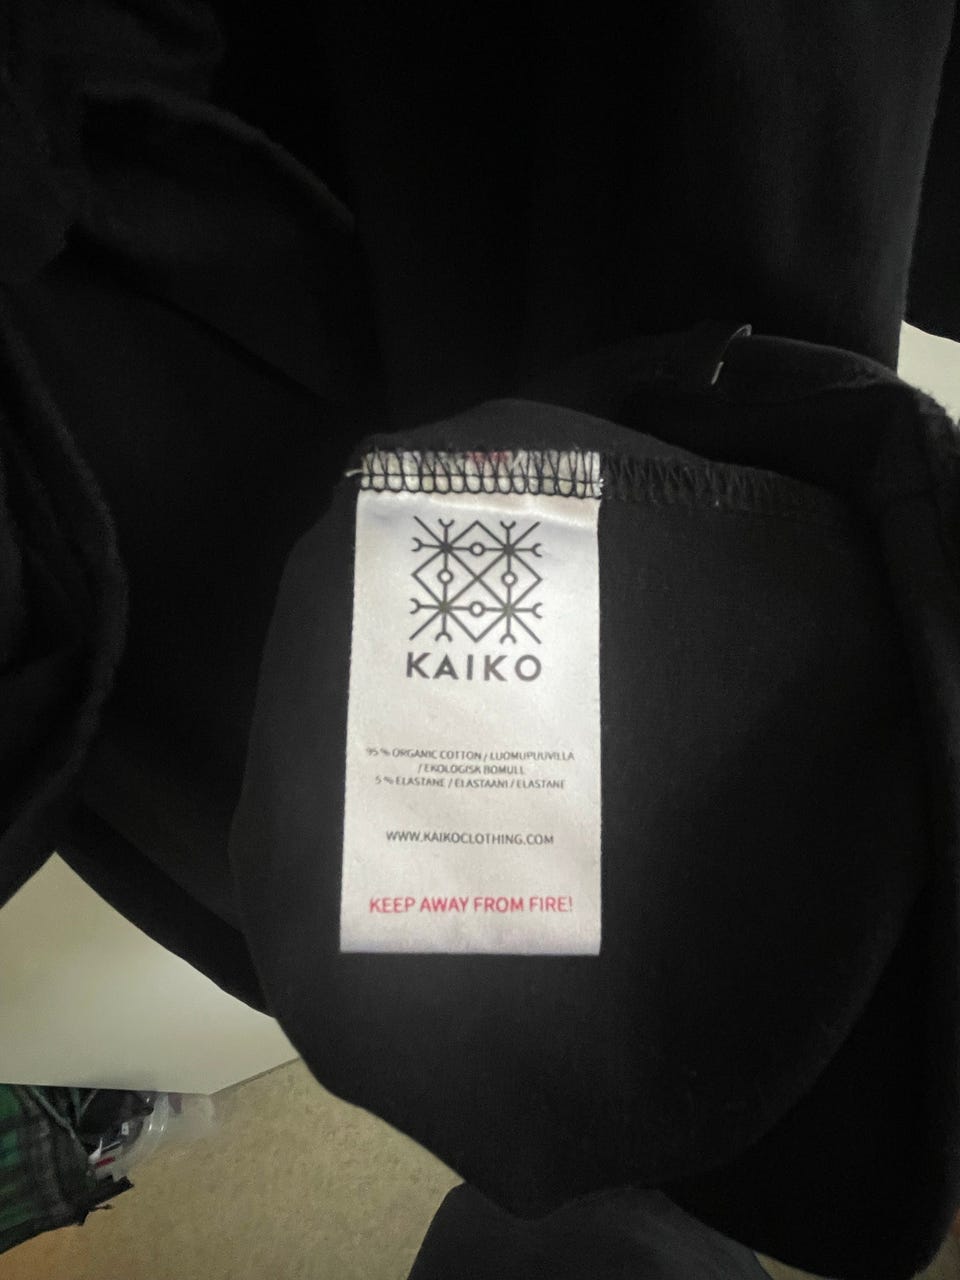 KAIKO
95 % ORGANIC COTTON / LUOMUPUUVILLA
/ EKOLOGISK BOMULL
5 % ELASTANE / ELASTAANI / ELASTANE
WWW.KAIKOCLOTHING.COM
KEEP AWAY FROM FIRE!